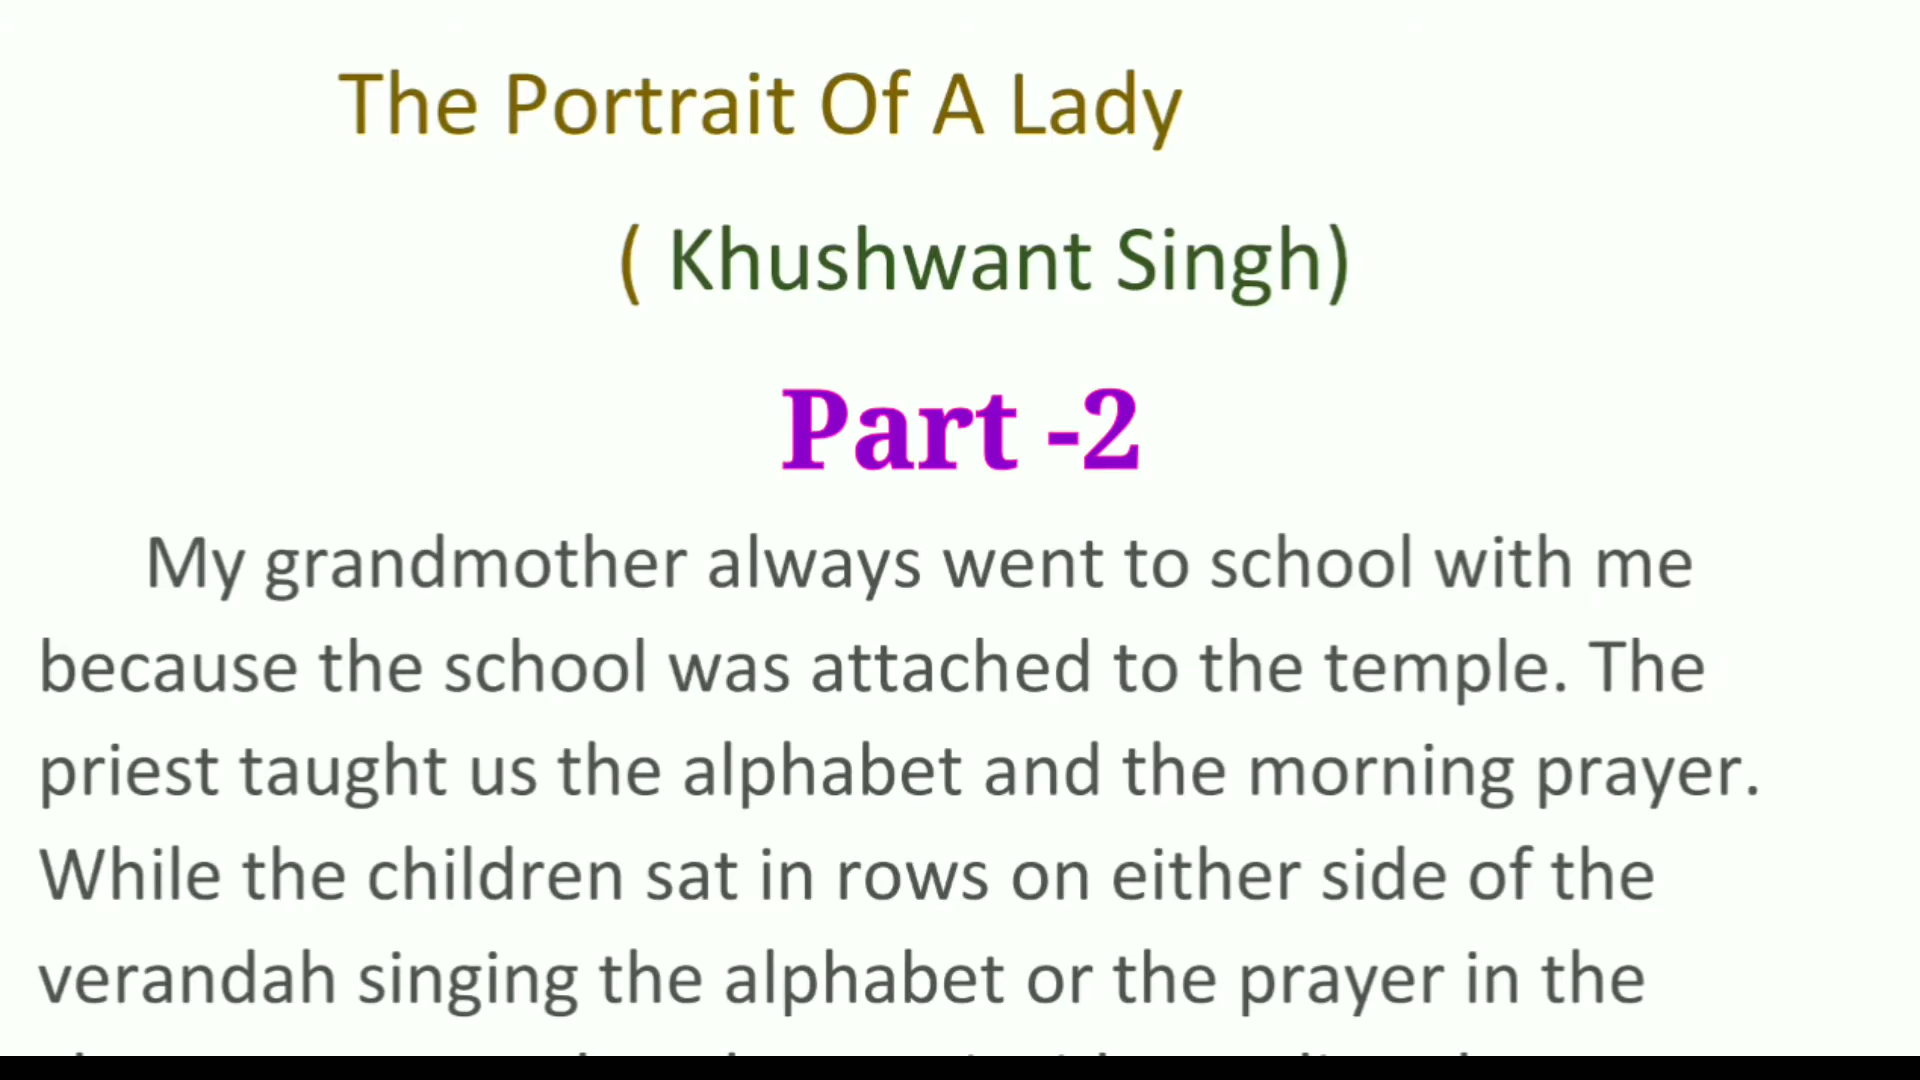 The Portrait Of A Lady
( Khushwant Singh)
Part -2
My grandmother always went to school with me
because the school was attached to the temple. The
priest taught us the alphabet and the morning prayer.
While the children sat in rows on either side of the
verandah singing the alphabet or the prayer in the